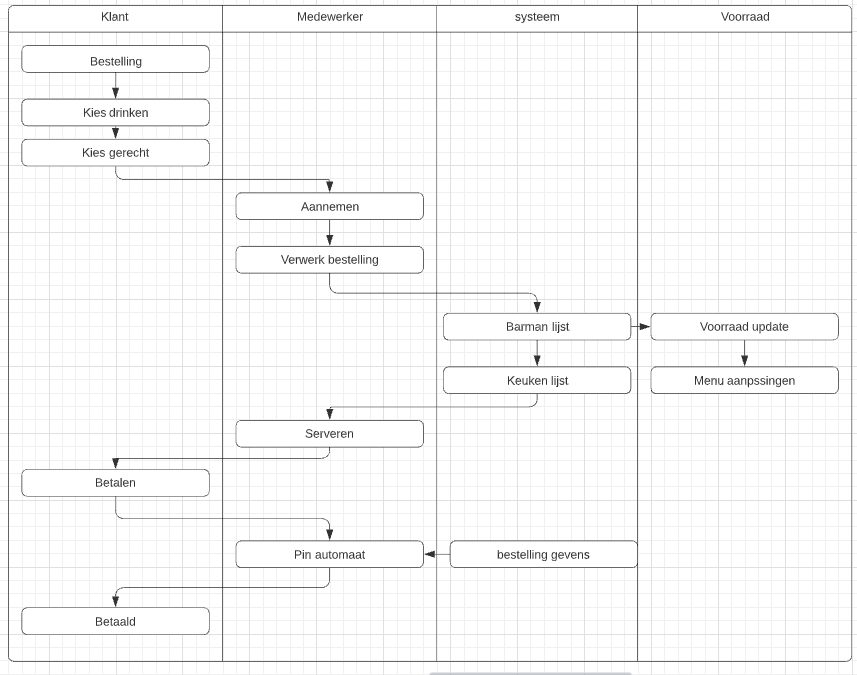 Klant
Medewerker
systeem
Voorraad
Bestelling
Kies drinken
Kies gerecht
Aannemen
Verwerk bestelling
Barman lijst
Voorraad update
Keuken lijst
Menu aanpssingen
Serveren
Betalen
Pin automaat
bestelling gevens
Betaald